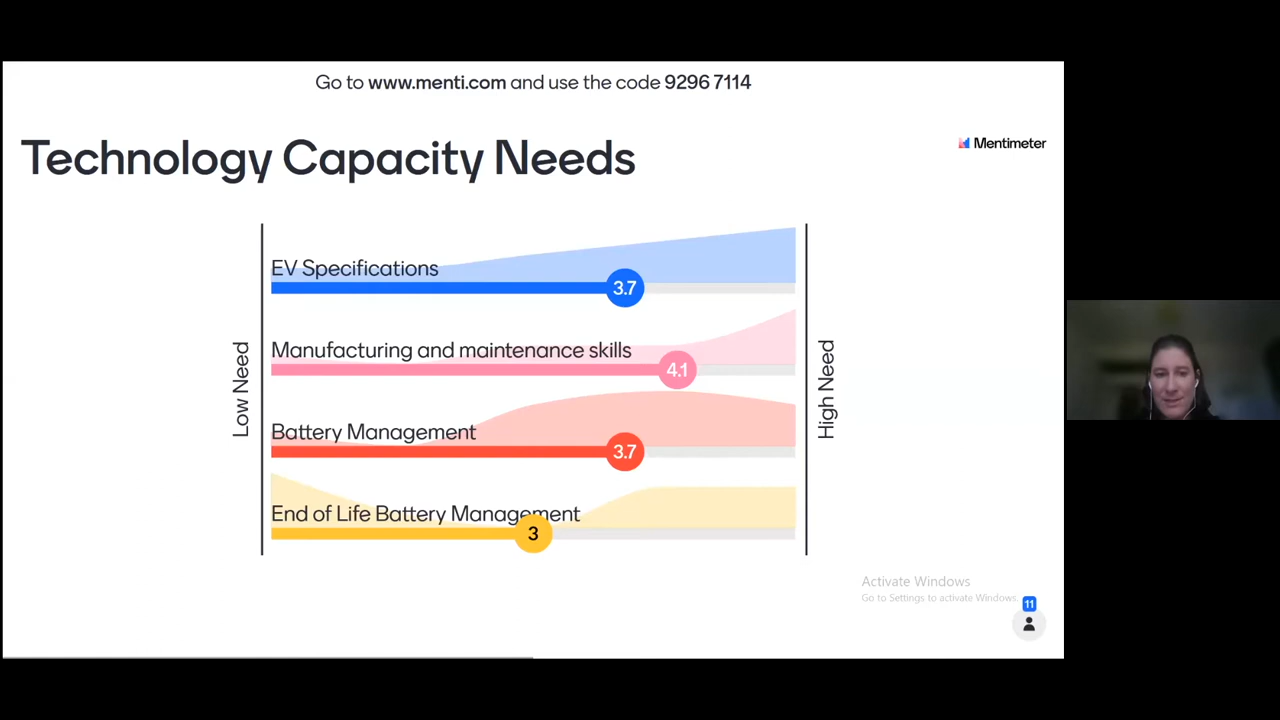 Go to www.menti.com and use the code 9296 7114
Technology Capacity Needs
Mentimeter
Low Need
High Need
EV Specifications
3.7
Manufacturing and maintenance skills
4.1
Battery Management
3.7
End of Life Battery Management
3
Activate Windows
Go to Settings to activate Windows.
11